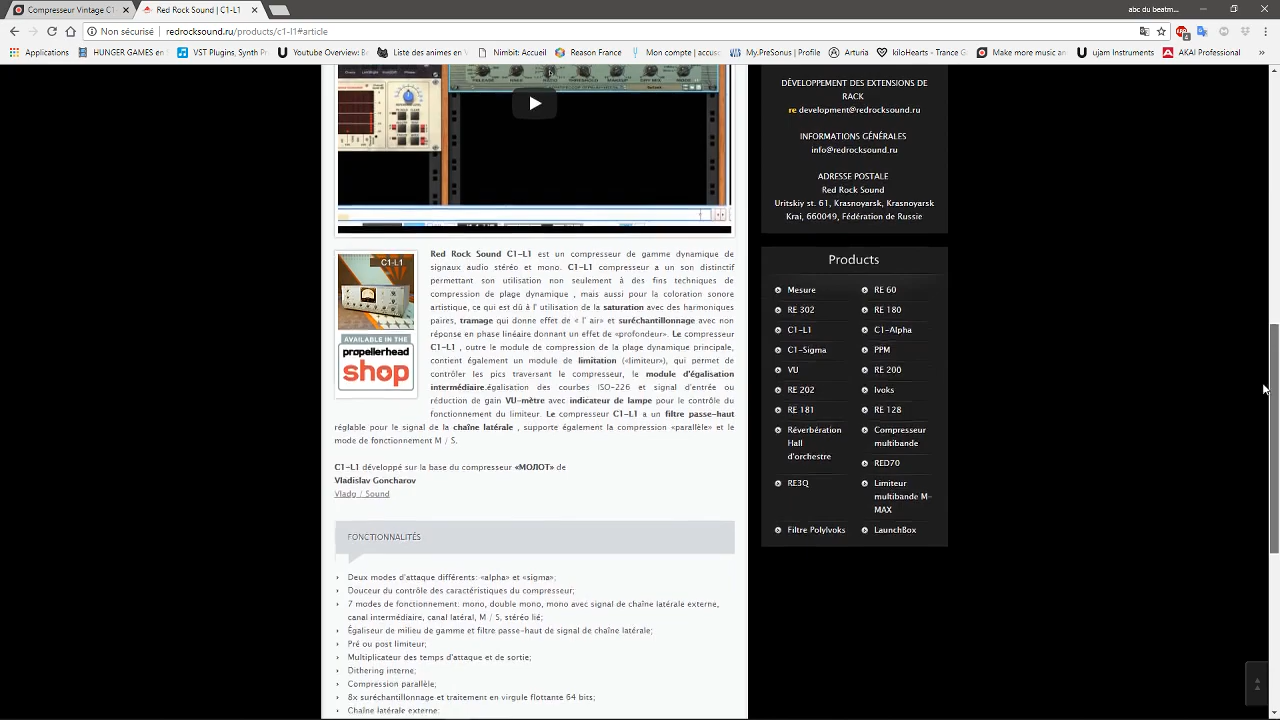 Compresseur Vintage C1
Red Rock Sound | C1-L1
abc du beatm...
Non sécurisé
redrocksound.ru/products/c1-l1#article
Applications
HUNGER GAMES en
VST Plugins, Synth Pr
Youtube Overview: Be
Liste des animes en V
Nimbit Account
Reason France
Mon compte | accue
My.PreSonus | Profile
Arturia
kiloHearts - Trance G
Make more music an
ujam Instruments
AKAI Professional
Red Rock Sound C1-L1 est un compresseur de gamme dynamique de
signaux audio stéréo et mono. C1-L1 compresseur a un son distinctif
permettant son utilisation non seulement à des fins techniques de
compression de plage dynamique , mais aussi pour la coloration sonore
artistique, ce qui est dû à l' utilisation de la saturation avec des harmoniques
paires, tramage qui donne effet de « l' air» et suréchantillonnage avec non
réponse en phase linéaire donnant un effet de «profondeur». Le compresseur
C1-L1 , outre le module de compression de la plage dynamique principale,
contient également un module de limitation («limiteur»), qui permet de
contrôler les pics traversant le compresseur, le module d'égalisation
intermédiaire.égalisation des courbes ISO-226 et signal d'entrée ou
réduction de gain VU-mètre avec indicateur de lampe pour le contrôle du
fonctionnement du limiteur. Le compresseur C1-L1 a un filtre passe-haut
réglable pour le signal de la chaîne latérale , supporte également la compression «parallèle» et le
mode de fonctionnement M / S.
C1-L1
AVAILABLE IN THE
propellerhead
shop
C1-L1 développé sur la base du compresseur «МОЛОТ» de
Vladislav Goncharov
Vlado / Sound
FONCTIONNALITÉS
Deux modes d'attaque différents: «alpha» et «sigma»;
Douceur du contrôle des caractéristiques du compresseur;
7 modes de fonctionnement: mono, double mono, mono avec signal de chaîne latérale externe,
canal intermédiaire, canal latéral, M / S, stéréo lié;
Égaliseur de milieu de gamme et filtre passe-haut de signal de chaîne latérale;
Pré ou post limiteur;
Multiplicateur des temps d'attaque et de sortie;
Dithering interne;
Compression parallèle;
8x suréchantillonnage et traitement en virgule flottante 64 bits;
Chaîne latérale externe;
DÉVELOPPEMENT D'EXTENSIONS DE
RACK
re development@redrocksound.ru
INFORMATIONS GÉNÉRALES
info@redrocksound.ru
ADRESSE POSTALE
Red Rock Sound
Uritskiy st. 61, Krasnoyarsk, Krasnoyarsk
Krai, 660049, Fédération de Russie
Products
Mesure
RE 60
RE 302
RE 180
C1-L1
C1-Alpha
C1-Sigma
PPM
VU
RE 200
RE 202
Ivoks
RE 181
RE 128
Réverbération
Hall
d'orchestre
Compresseur
multibande
RED70
RE3Q
Limiteur
multibande M-
MAX
Filtre Polylvoks
LaunchBox